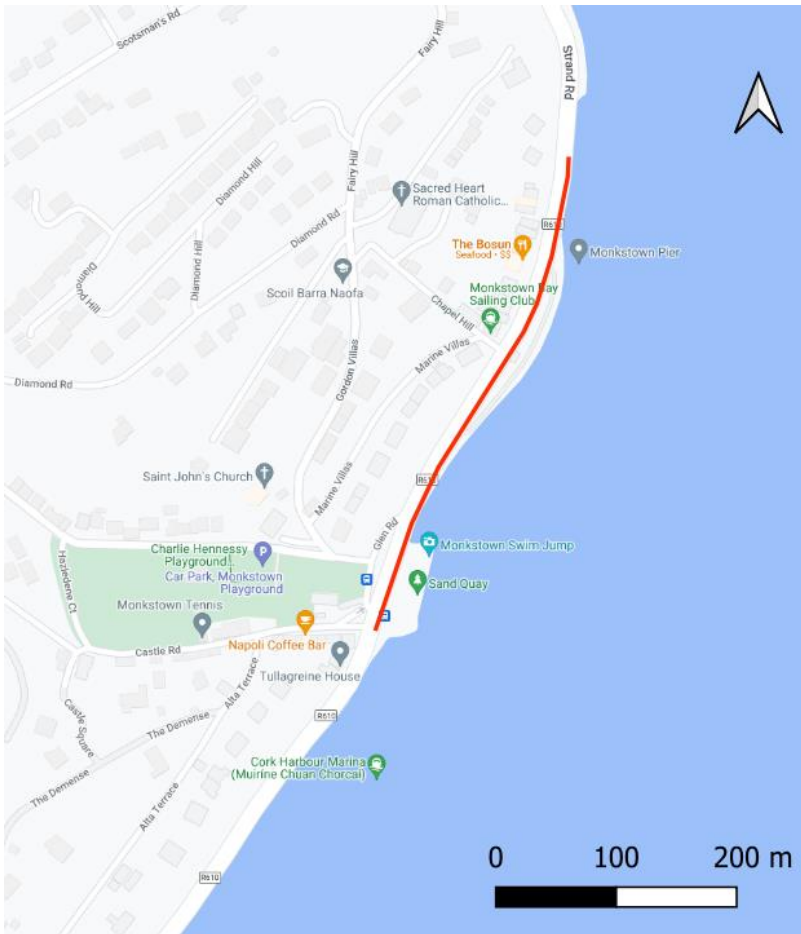 Scotsman's Rd
Fairy Hill
Strand Rd
Diamond Hill
Fairy Hill
Sacred Heart
Roman Catholic...
Diamond Rd
The Bosun
Seafood • $$
Monkstown Pier
Diamond Hill
Diamond Hill
Scoil Barra Naofa
Monkstown Bay
Sailing Club
Chapel Hill
Marine Villas
Gordon Villas
Diamond Rd
Saint John's Church
Marine Villas
Glen Rd
Charlie Hennessy
Playground...
Monkstown Swim Jump
P
Car Park, Monkstown
Playground
Sand Quay
Hazledene Ct
Monkstown Tennis
Napoli Coffee Bar
Castle Rd
Tullagreine House
Alta Terrace
Castle Square
The Demense
R610
Cork Harbour Marina
(Muirine Chuan Chorcaí)
The Demense
Alta Terrace
R610
0 100 200 m